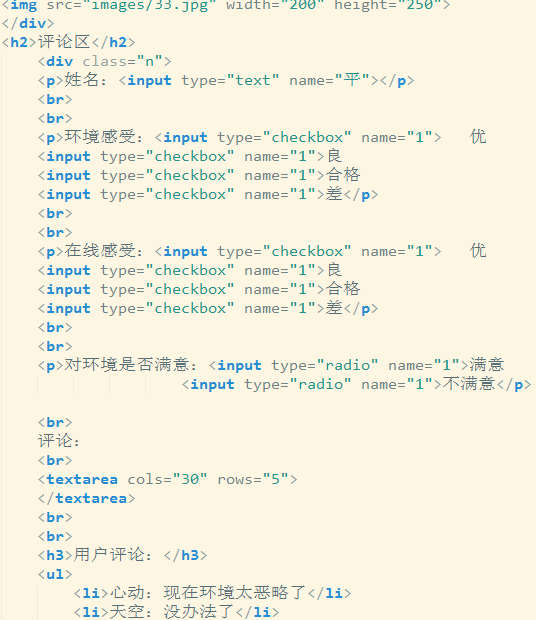 <img src="images/33.jpg" width="200" height="250">
</div>
<h2>评论区</h2>
<div class="n">
<p>姓名：<input type="text" name="平"></p>
<br>
<br>
<p>环境感受：<input type="checkbox" name="1">   优
<input type="checkbox" name="1">良
<input type="checkbox" name="1">合格
<input type="checkbox" name="1">差</p>
<br>
<br>
<p>在线感受：<input type="checkbox" name="1">   优
<input type="checkbox" name="1">良
<input type="checkbox" name="1">合格
<input type="checkbox" name="1">差</p>
<br>
<br>
<p>对环境是否满意：<input type="radio" name="1">满意
<input type="radio" name="1">不满意</p>
<br>
评论：
<br>
<textarea cols="30" rows="5">
</textarea>
<br>
<br>
<h3>用户评论：</h3>
<ul>
<li>心动：现在环境太恶略了</li>
<li>天空：没办法了</li>